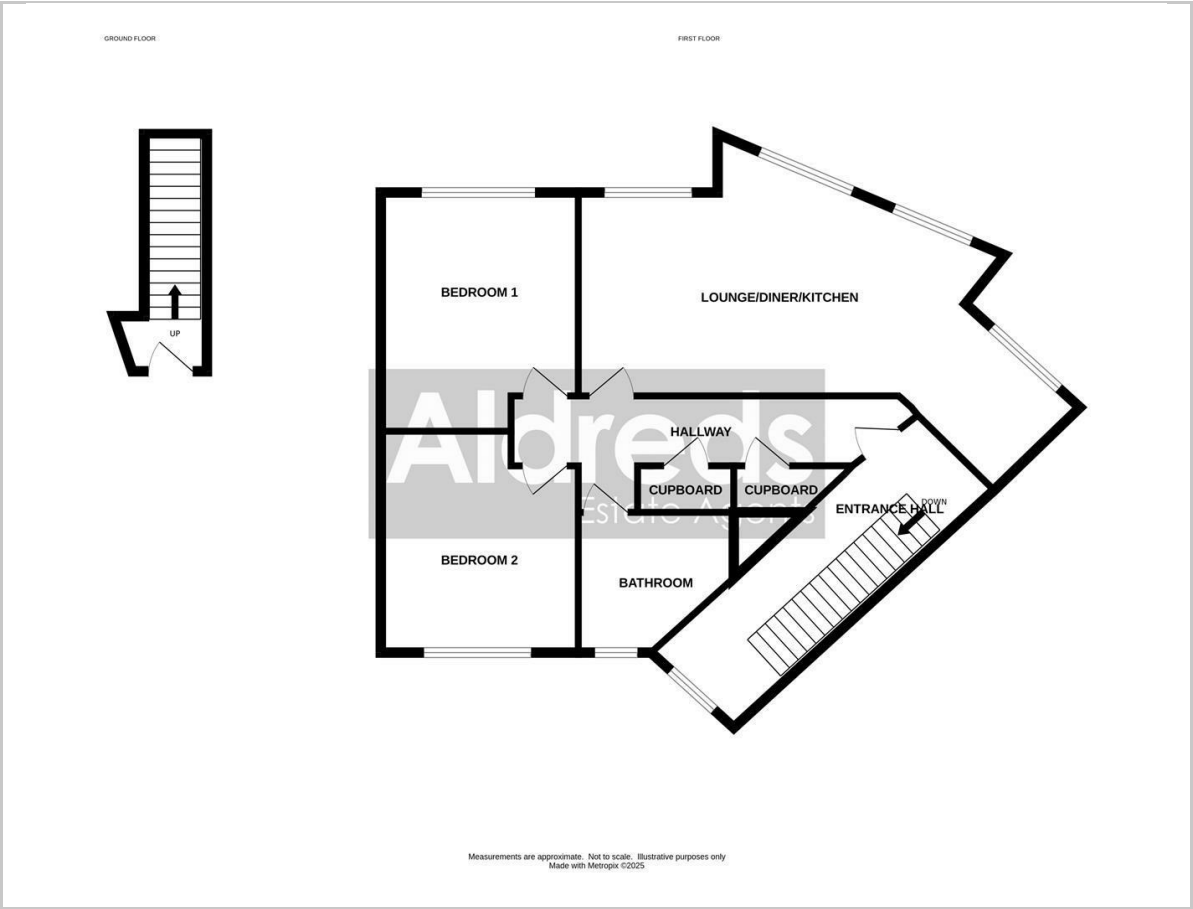 GROUND FLOOR
FIRST FLOOR
UP
BEDROOM 1
LOUNGE/DINER/KITCHEN
Aldreds
Estate Agents
HALLWAY
CUPBOARD
CUPBOARD
DOWN
ENTRANCE HALL
BEDROOM 2
BATHROOM
Measurements are approximate. Not to scale. Illustrative purposes only
Made with Metropix ©2025